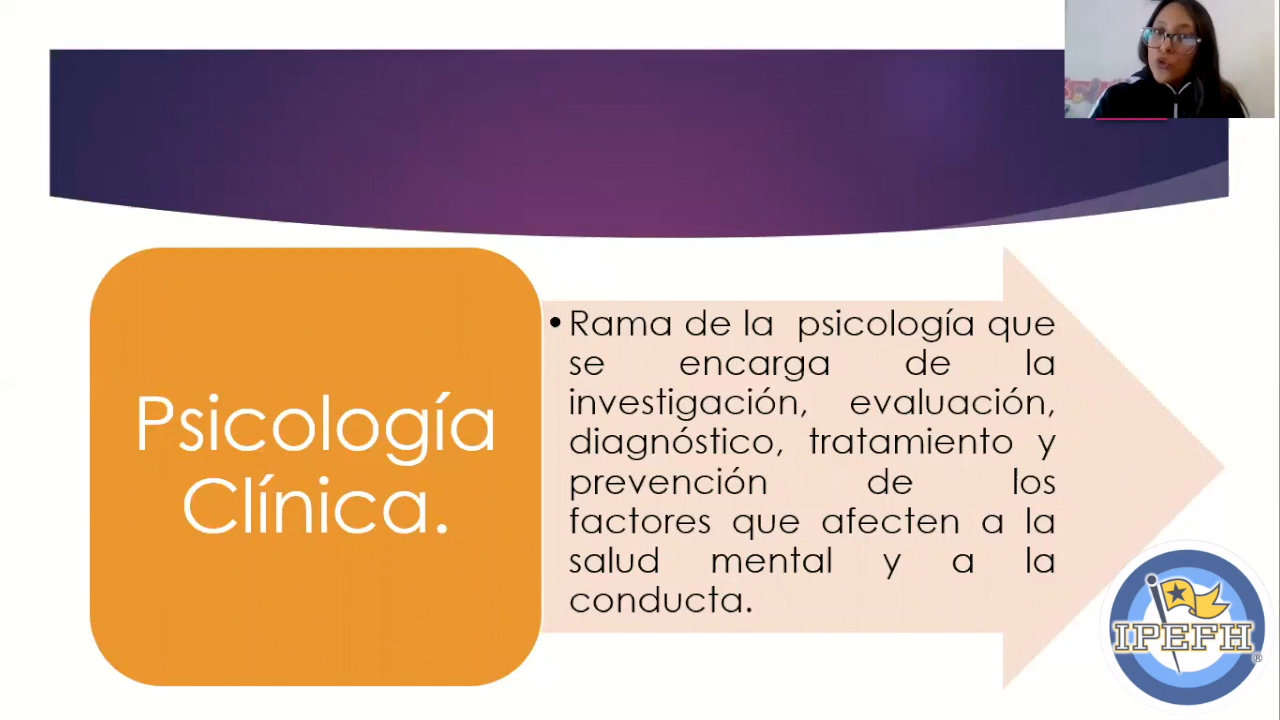 Psicología
Clínica.
•Rama de la psicología que
se encarga de la
investigación, evaluación,
diagnóstico, tratamiento y
prevención de los
factores que afecten a la
salud mental y a la
conducta.
IPEFH
®